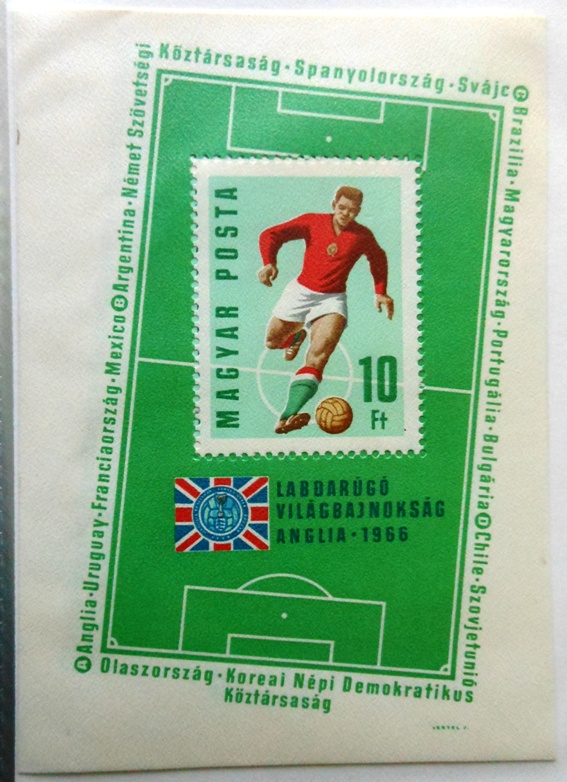 Ⓐ Anglia·Uruguay·Franciaország·Mexico Ⓑ Argentina·Német Szövetségi
Köztársaság·Spanyolország·Svájc Ⓒ
Brazilia·Magyarország·Portugália·Bulgária Ⓓ Chile·Szovjetunió
Olaszország·Koreai Népi Demokratikus
Köztársaság
MAGYAR POSTA
10
Ft
LABDARÚGÓ
VILÁGBAJNOKSÁG
ANGLIA·1966